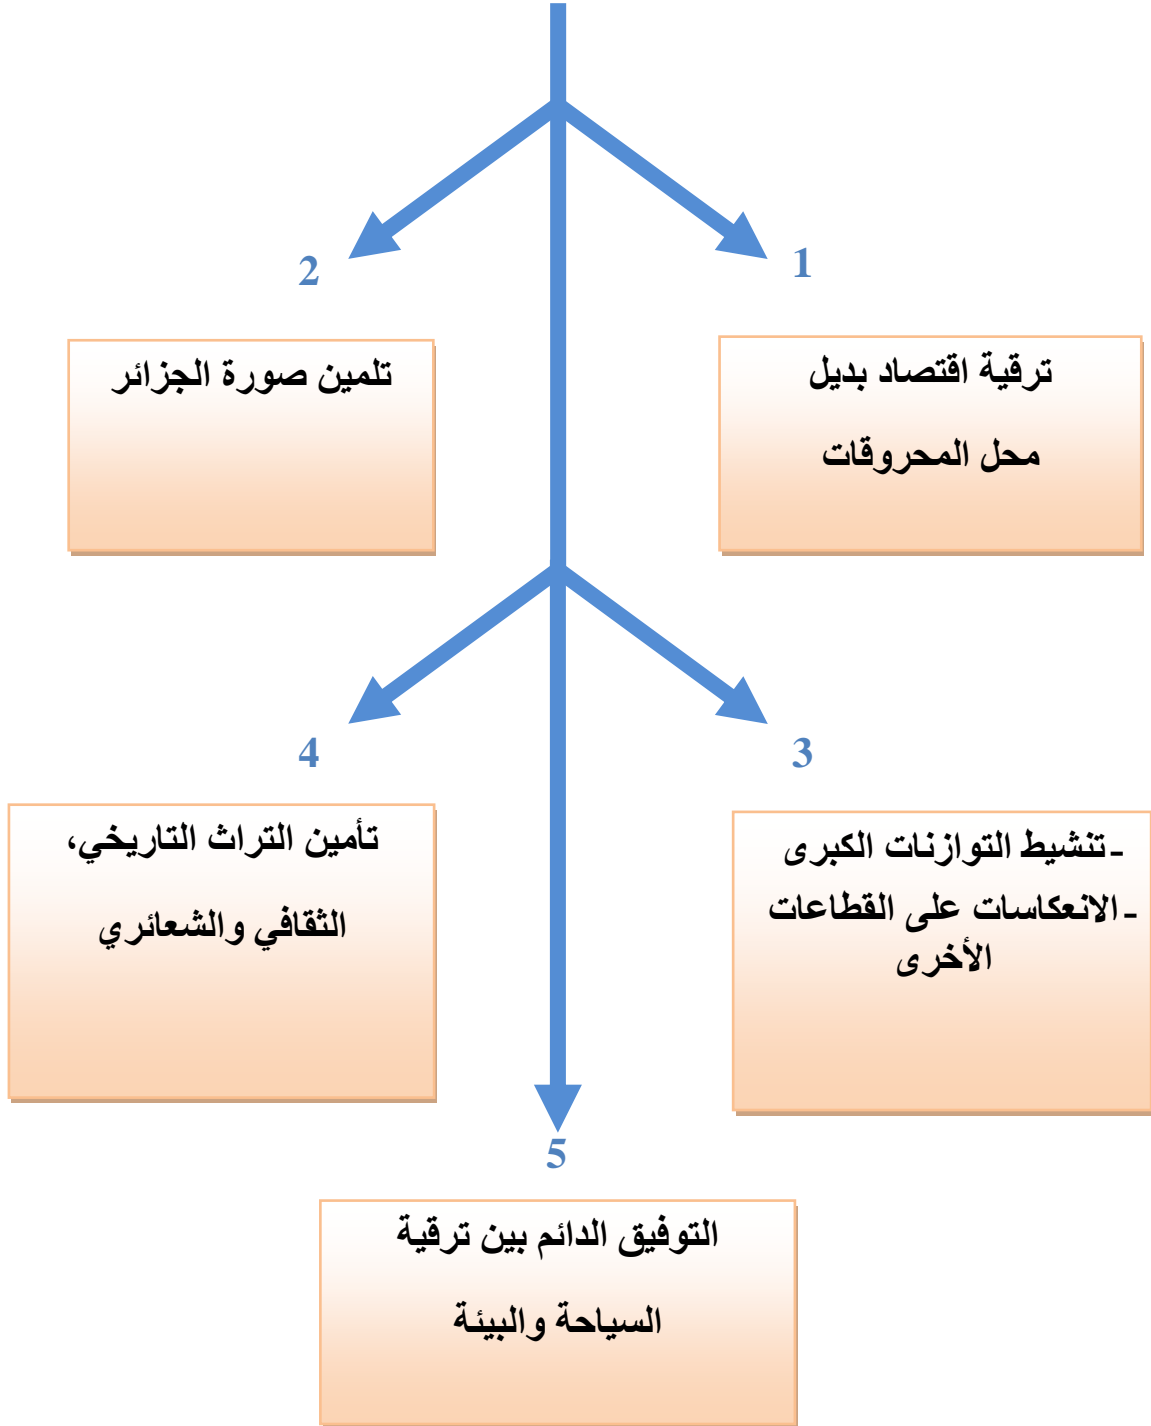 1
ترقية اقتصاد بديل
محل المحروقات
2
تلمين صورة الجزائر
3
- تنشيط التوازنات الكبرى
- الانعكاسات على القطاعات
الأخرى
4
تأمين التراث التاريخي،
الثقافي والشعائري
5
التوفيق الدائم بين ترقية
السياحة والبيئة